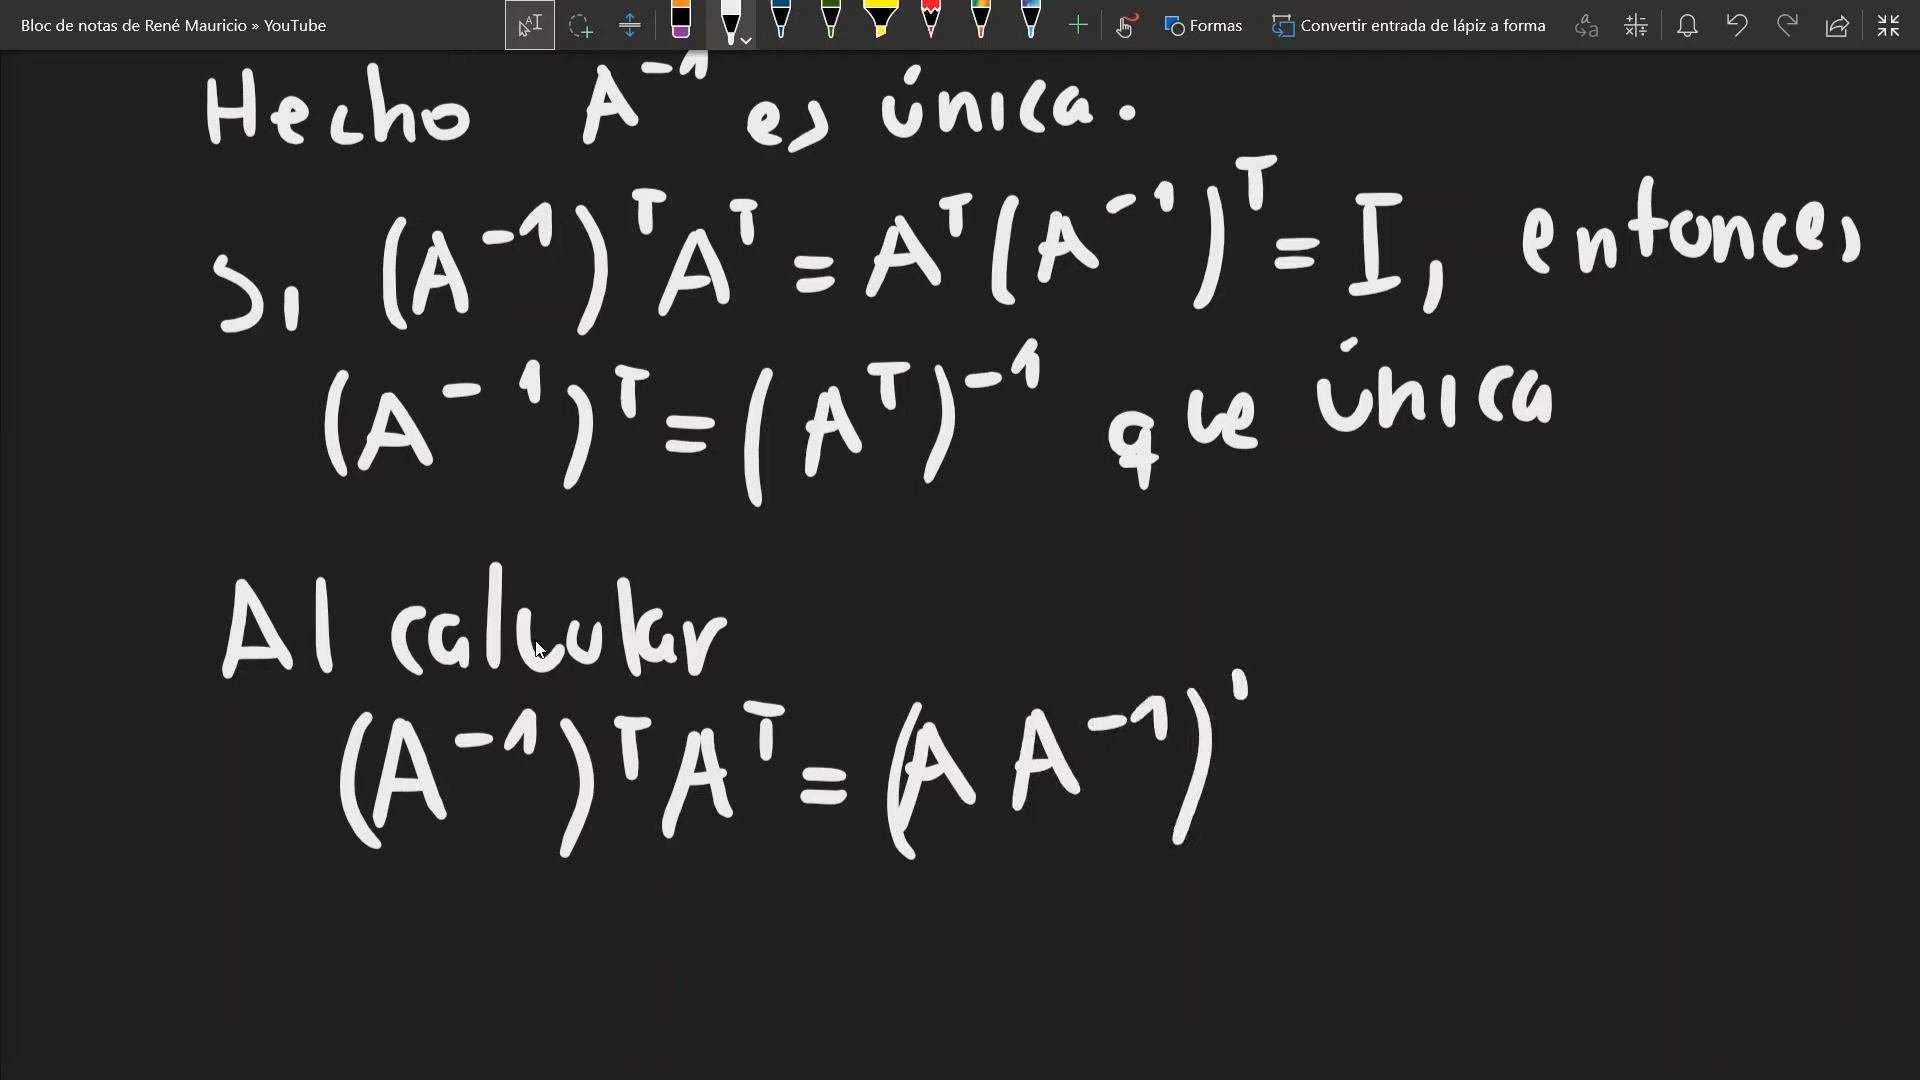 Bloc de notas de René Mauricio » YouTube
Formas
Convertir entrada de lápiz a forma
Hecho A⁻¹ es única.
Si (A⁻¹)ᵀAᵀ = Aᵀ(A⁻¹)ᵀ = I, entonces
(A⁻¹)ᵀ = (Aᵀ)⁻¹ que única
Al calcular
(A⁻¹)ᵀAᵀ = (A A⁻¹)'